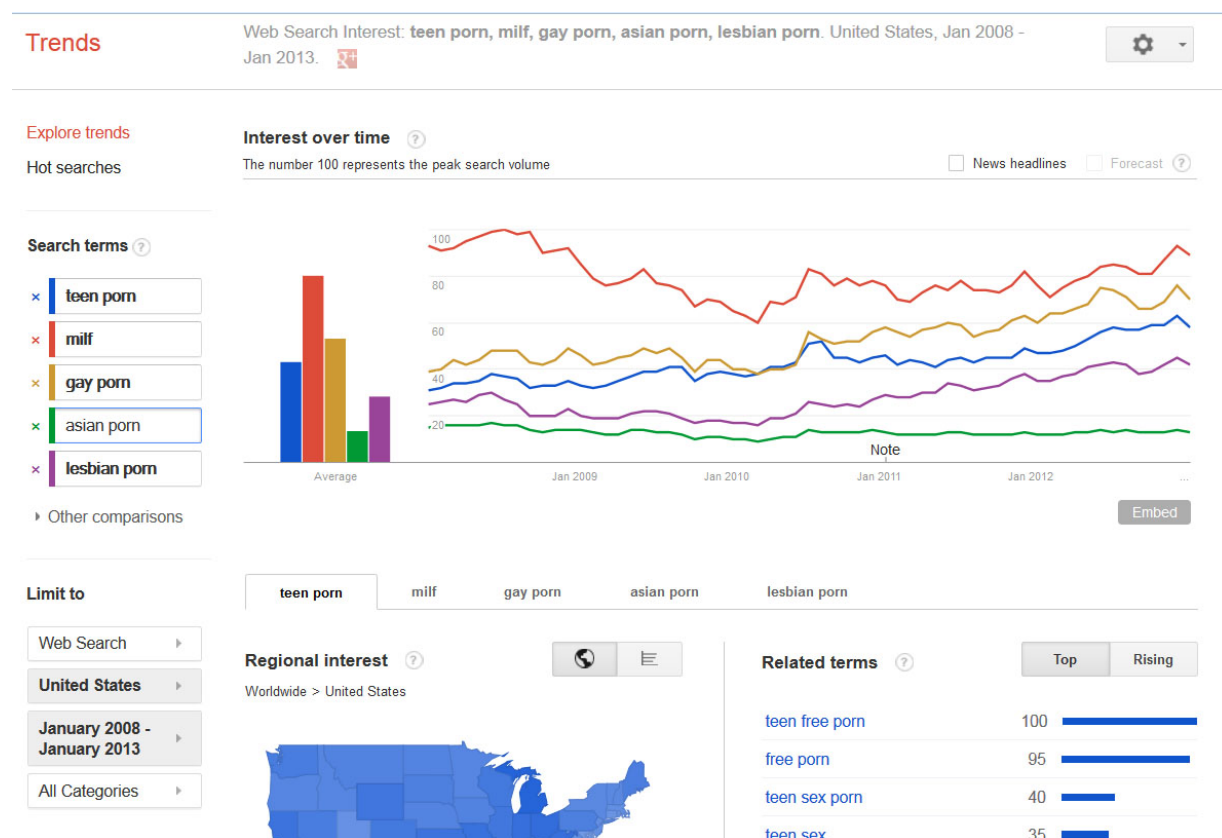 Trends
Web Search Interest: teen porn, milf, gay porn, asian porn, lesbian porn. United States, Jan 2008 -
Jan 2013. g+
Explore trends
Hot searches
Interest over time ?
The number 100 represents the peak search volume
News headlines Forecast ?
Search terms ?
× teen porn
× milf
× gay porn
× asian porn
× lesbian porn
Other comparisons
100
80
60
40
20
Note
Average Jan 2009 Jan 2010 Jan 2011 Jan 2012 ...
Embed
Limit to
Web Search
United States
January 2008 -
January 2013
All Categories
teen porn milf gay porn asian porn lesbian porn
Regional interest ?
Worldwide > United States
Related terms ? Top Rising
teen free porn 100
free porn 95
teen sex porn 40
teen sex 35